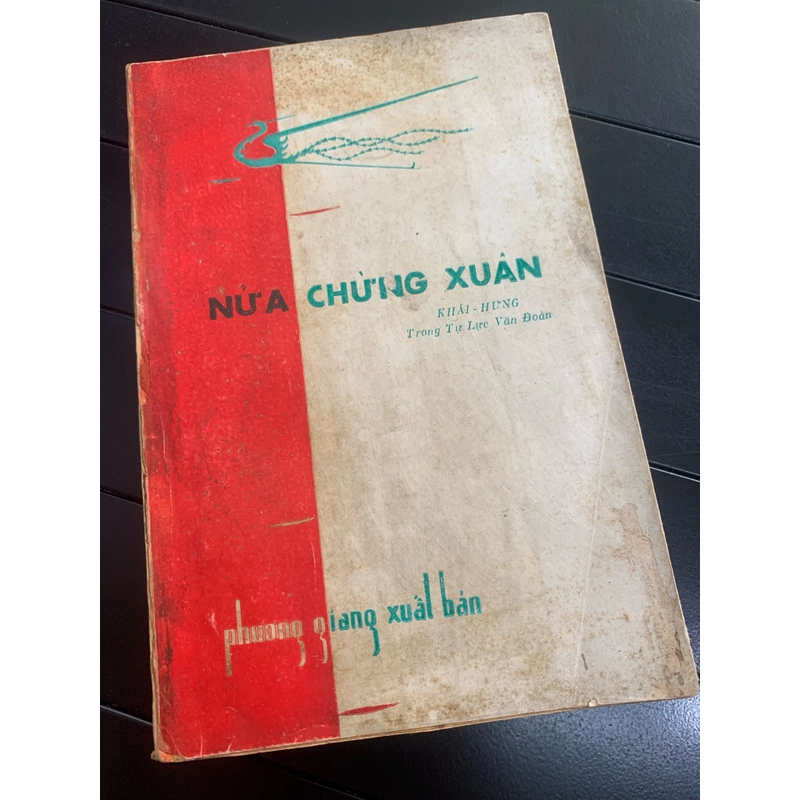 NỬA CHỪNG XUÂN
KHÁI-HƯNG
Trong Tự Lực Văn Đoàn
phương giang xuất bản